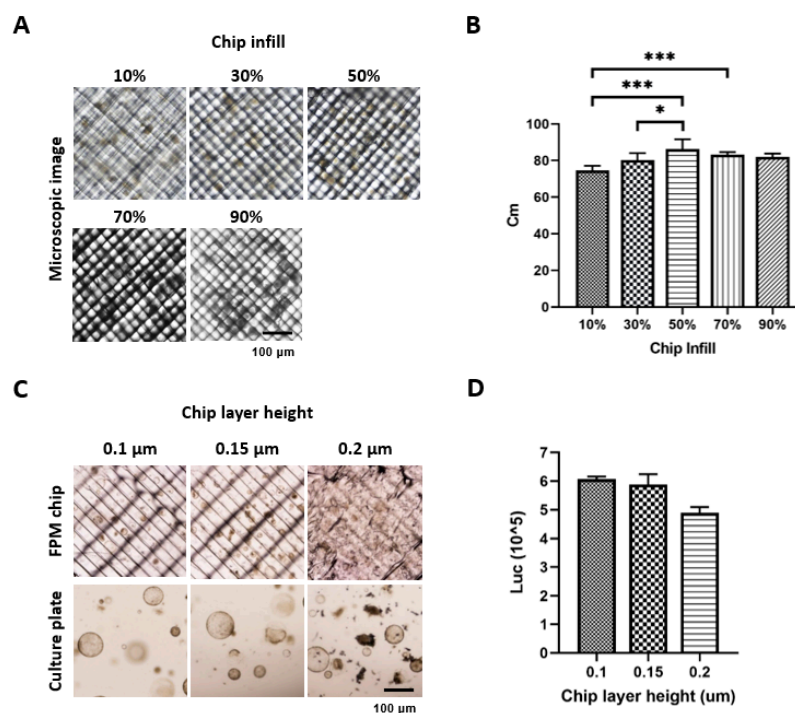 A
Chip infill
10% 30% 50%
70% 90%
Microscopic image
100 µm
B
*** 
***
*
100
80
60
40
20
0
Cm
10% 30% 50% 70% 90%
Chip Infill
C
Chip layer height
0.1 µm 0.15 µm 0.2 µm
FPM chip
Culture plate
100 µm
D
7
6
5
4
3
2
1
0
Luc (10^5)
0.1 0.15 0.2
Chip layer height (um)